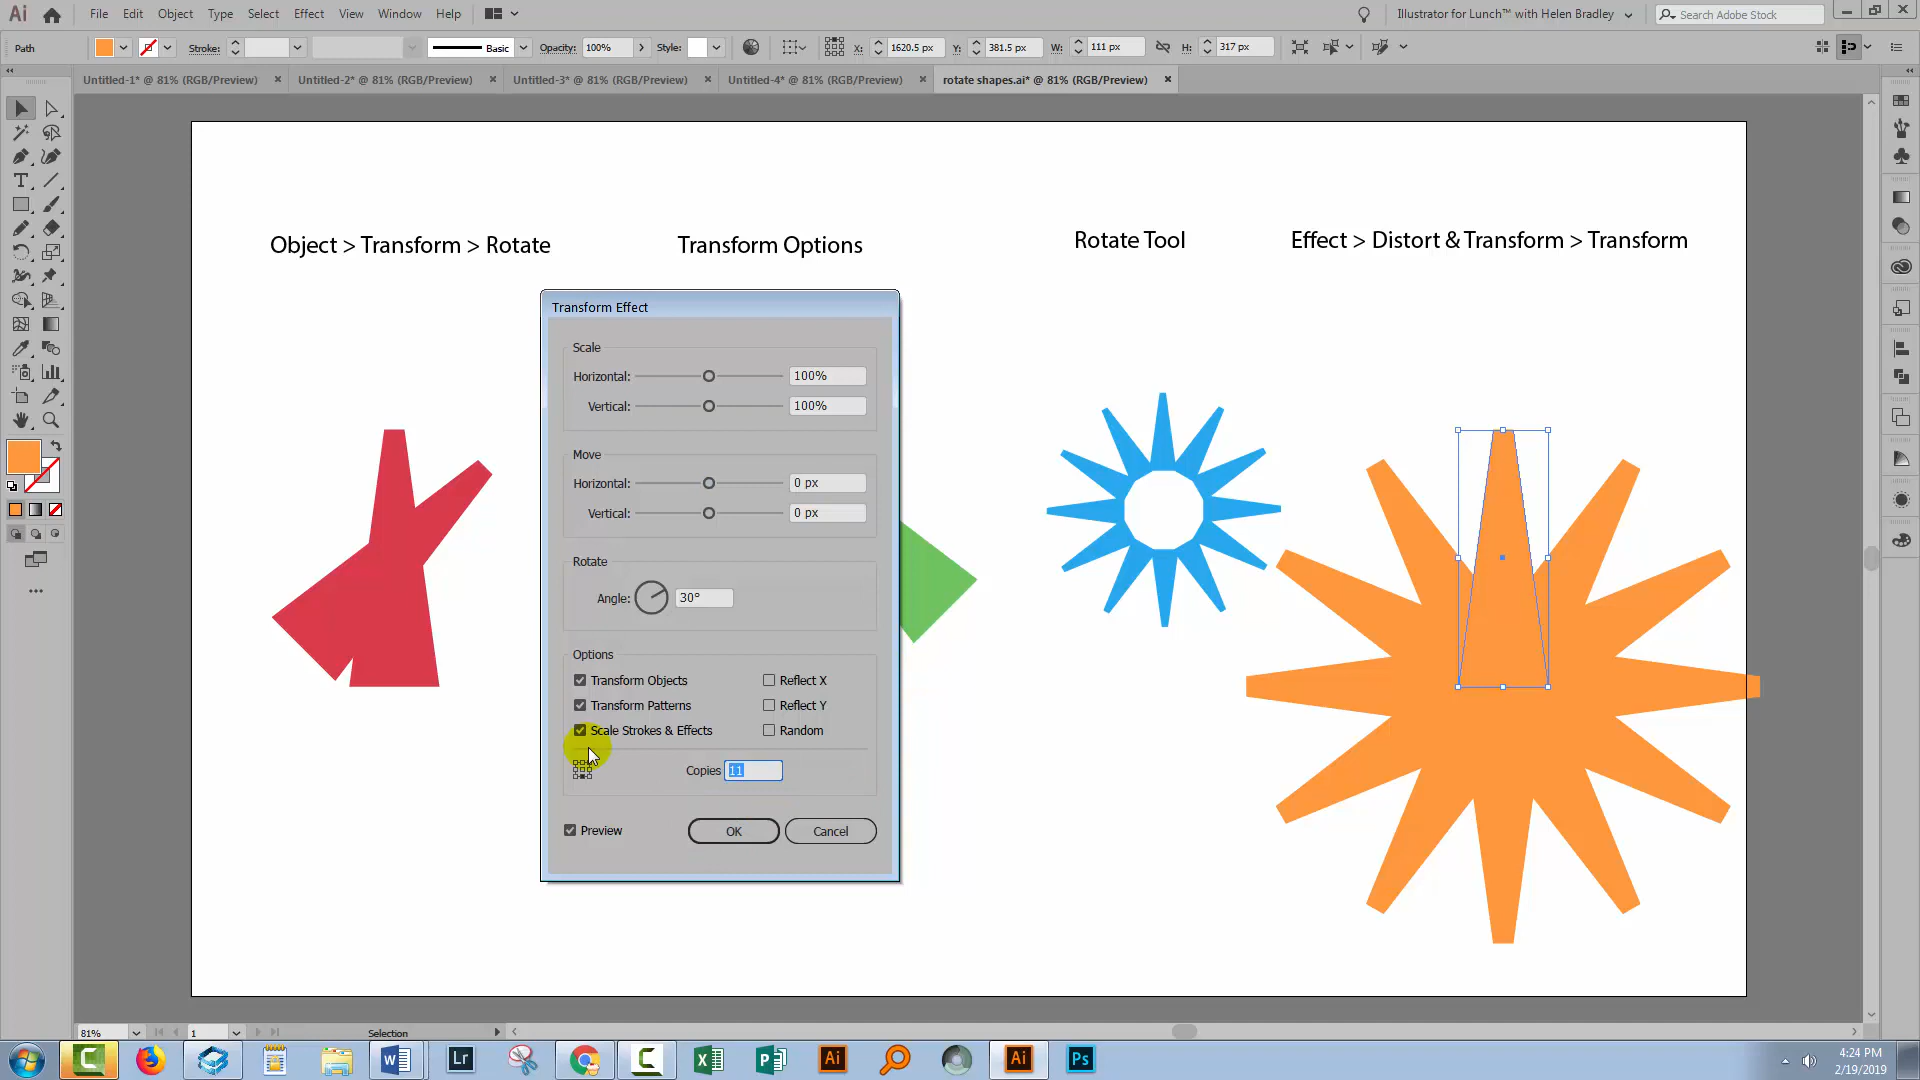 Ai File Edit Object Type Select Effect View Window Help Illustrator for Lunch™ with Helen Bradley Search Adobe Stock
Path Stroke: Basic Opacity: 100% Style: X: 1620.5 px Y: 381.5 px W: 111 px H: 317 px
Untitled-1* @ 81% (RGB/Preview) × Untitled-2* @ 81% (RGB/Preview) × Untitled-3* @ 81% (RGB/Preview) × Untitled-4* @ 81% (RGB/Preview) × rotate shapes.ai* @ 81% (RGB/Preview) ×
Object > Transform > Rotate Transform Options Rotate Tool Effect > Distort & Transform > Transform
Transform Effect
Scale
Horizontal: 100%
Vertical: 100%
Move
Horizontal: 0 px
Vertical: 0 px
Rotate
Angle: 30°
Options
Transform Objects Reflect X
Transform Patterns Reflect Y
Scale Strokes & Effects Random
Copies 11
Preview OK Cancel
81% 1 Selection
Lr Ai Ai Ps
4:24 PM
2/19/2019